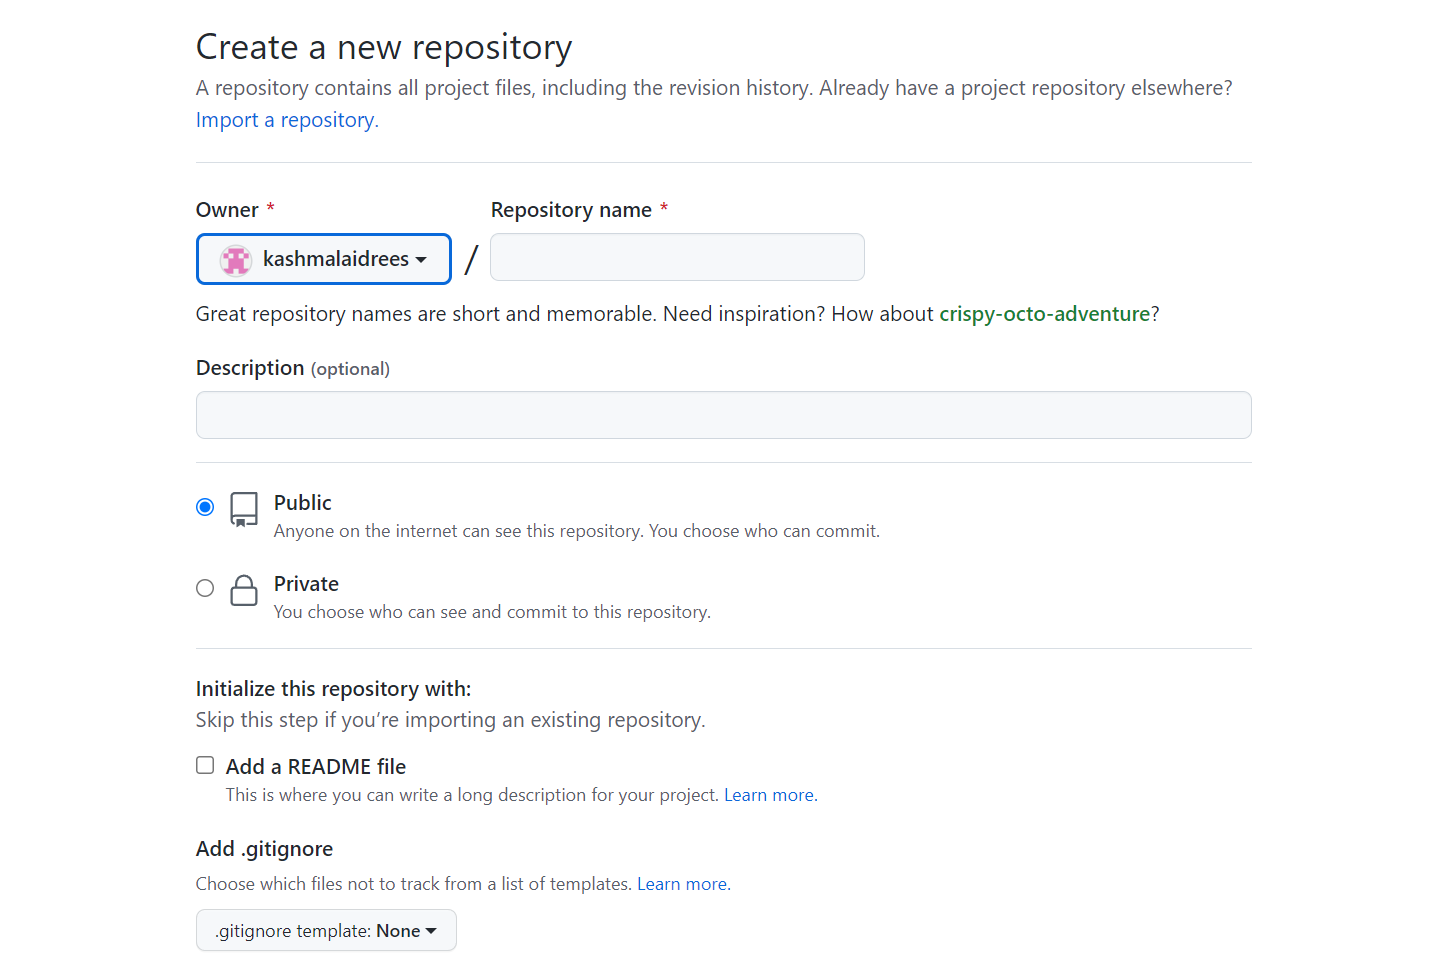 Create a new repository
A repository contains all project files, including the revision history. Already have a project repository elsewhere?
Import a repository.
Owner * Repository name *
kashmalaidrees /
Great repository names are short and memorable. Need inspiration? How about crispy-octo-adventure?
Description (optional)
Public
Anyone on the internet can see this repository. You choose who can commit.
Private
You choose who can see and commit to this repository.
Initialize this repository with:
Skip this step if you’re importing an existing repository.
Add a README file
This is where you can write a long description for your project. Learn more.
Add .gitignore
Choose which files not to track from a list of templates. Learn more.
.gitignore template: None